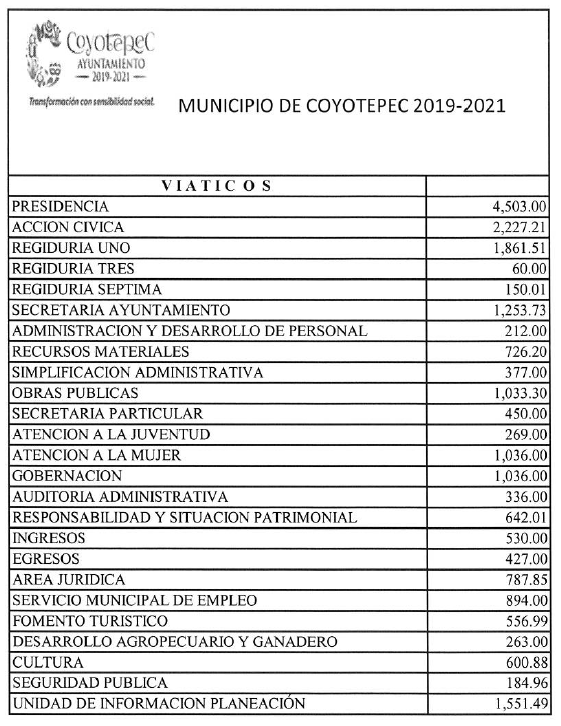 Coyotepec
AYUNTAMIENTO
2019-2021
Transformación con sensibilidad social.
MUNICIPIO DE COYOTEPEC 2019-2021
VIATICOS
PRESIDENCIA 4,503.00
ACCION CIVICA 2,227.21
REGIDURIA UNO 1,861.51
REGIDURIA TRES 60.00
REGIDURIA SEPTIMA 150.01
SECRETARIA AYUNTAMIENTO 1,253.73
ADMINISTRACION Y DESARROLLO DE PERSONAL 212.00
RECURSOS MATERIALES 726.20
SIMPLIFICACION ADMINISTRATIVA 377.00
OBRAS PUBLICAS 1,033.30
SECRETARIA PARTICULAR 450.00
ATENCION A LA JUVENTUD 269.00
ATENCION A LA MUJER 1,036.00
GOBERNACION 1,036.00
AUDITORIA ADMINISTRATIVA 336.00
RESPONSABILIDAD Y SITUACION PATRIMONIAL 642.01
INGRESOS 530.00
EGRESOS 427.00
AREA JURIDICA 787.85
SERVICIO MUNICIPAL DE EMPLEO 894.00
FOMENTO TURISTICO 556.99
DESARROLLO AGROPECUARIO Y GANADERO 263.00
CULTURA 600.88
SEGURIDAD PUBLICA 184.96
UNIDAD DE INFORMACION PLANEACIÓN 1,551.49